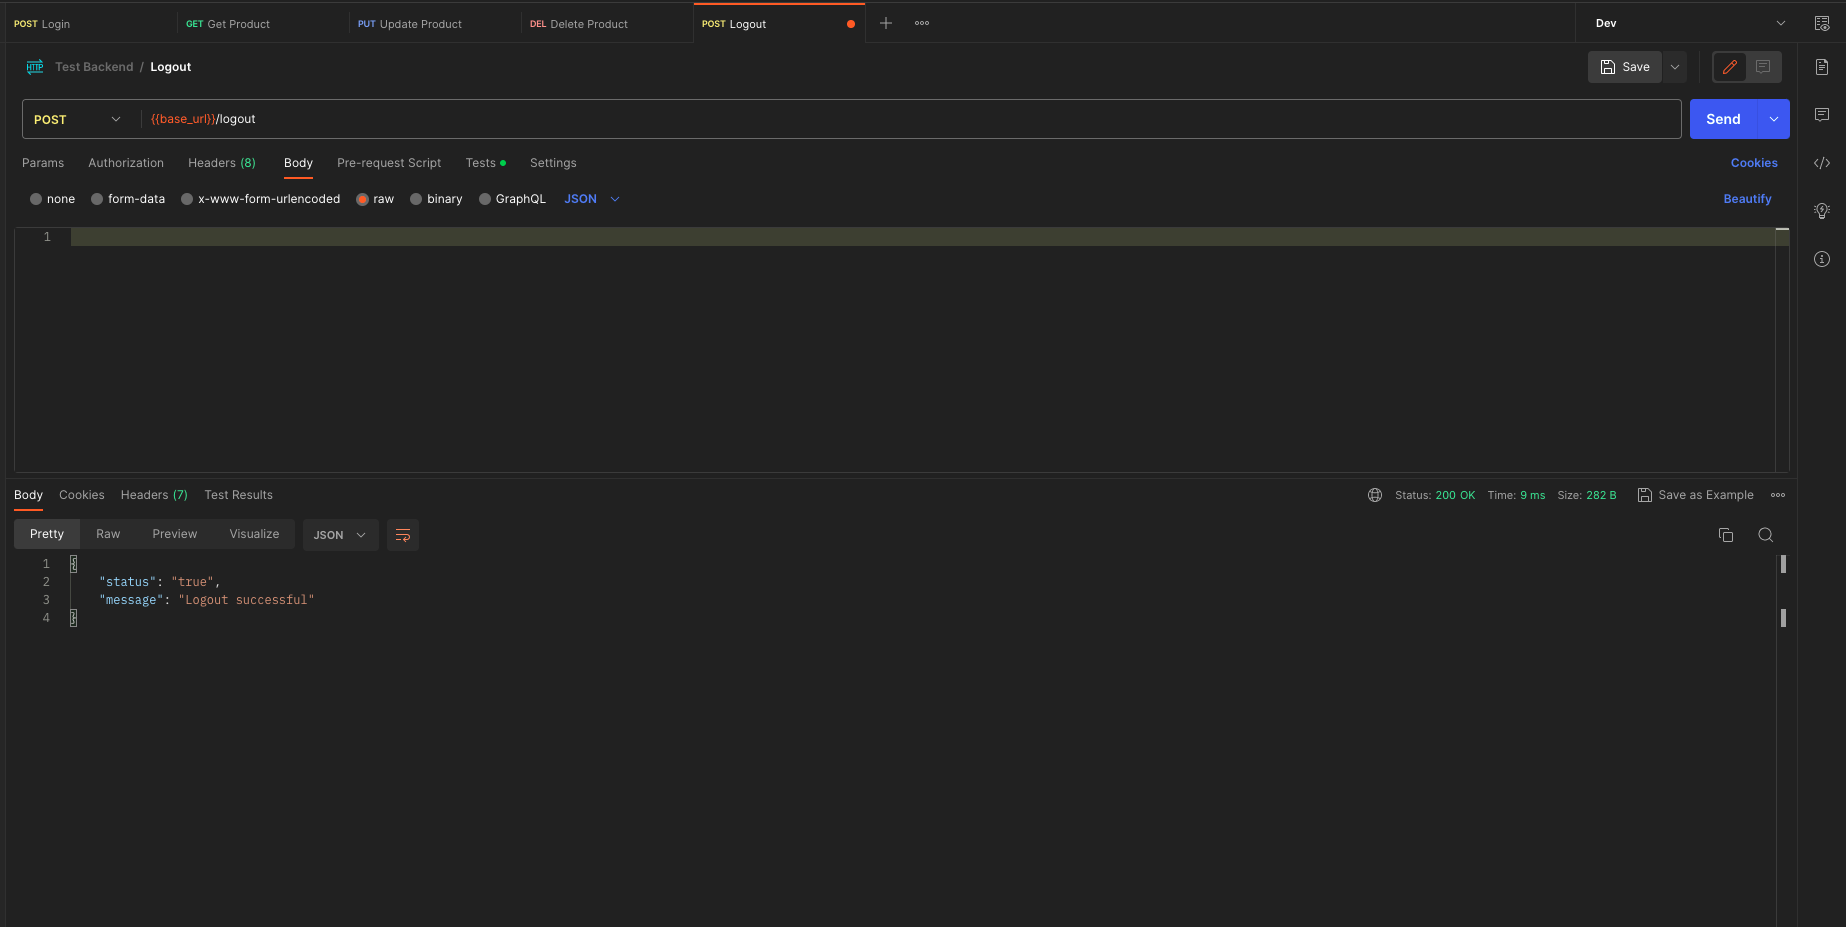 POST Login GET Get Product PUT Update Product DEL Delete Product POST Logout Dev
HTTP Test Backend / Logout Save
POST {{base_url}}/logout Send
Params Authorization Headers (8) Body Pre-request Script Tests Settings Cookies
none form-data x-www-form-urlencoded raw binary GraphQL JSON Beautify
1
Body Cookies Headers (7) Test Results Status: 200 OK Time: 9 ms Size: 282 B Save as Example
Pretty Raw Preview Visualize JSON
1 {
2 "status": "true",
3 "message": "Logout successful"
4 }